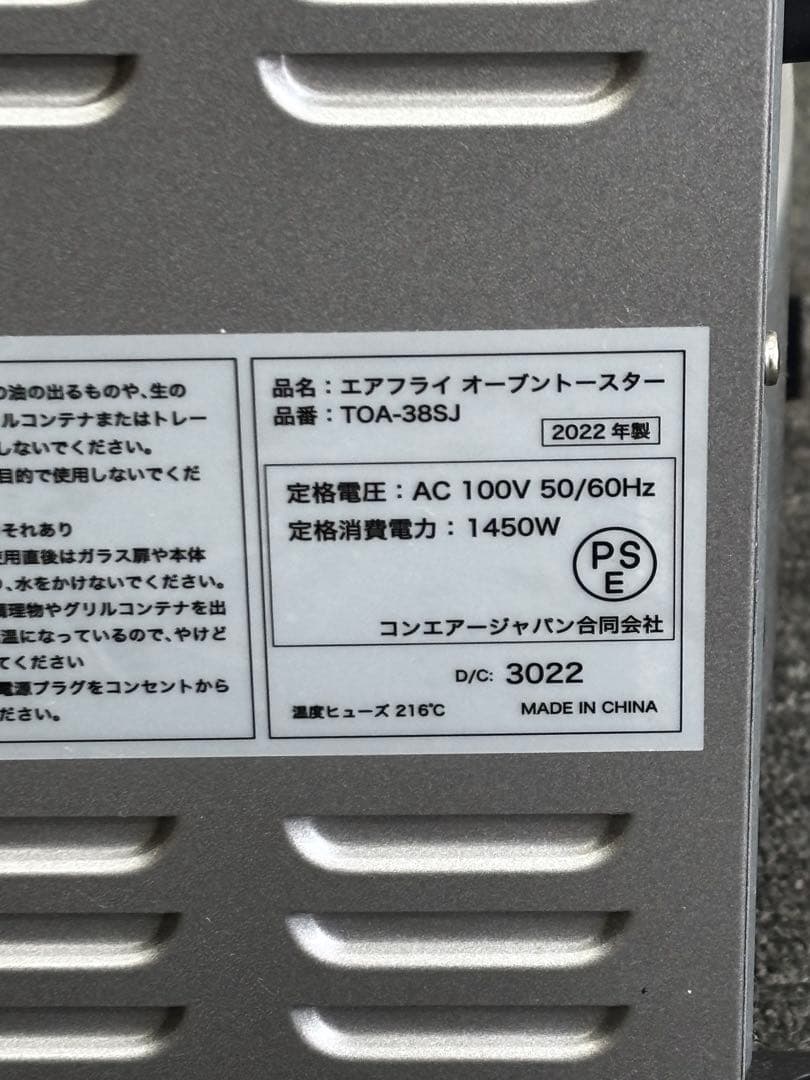 の油の出るものや、生の
ルコンテナまたはトレー
しないでください。
目的で使用しないでくだ
それあり
使用直後はガラス扉や本体
、水をかけないでください。
調理物やグリルコンテナを出
温になっているので、やけど
てください
電源プラグをコンセントから
ださい。
品名：エアフライ オーブントースター
品番：TOA-38SJ
2022 年製
定格電圧：AC 100V 50/60Hz
定格消費電力：1450W
PS
E
コンエアージャパン合同会社
D/C: 3022
温度ヒューズ 216℃
MADE IN CHINA